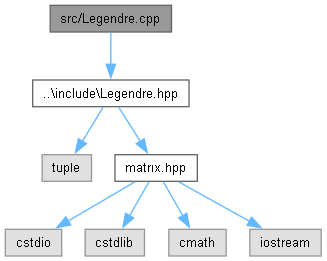 src/Legendre.cpp
..\include\Legendre.hpp
tuple
matrix.hpp
cstdio
cstdlib
cmath
iostream